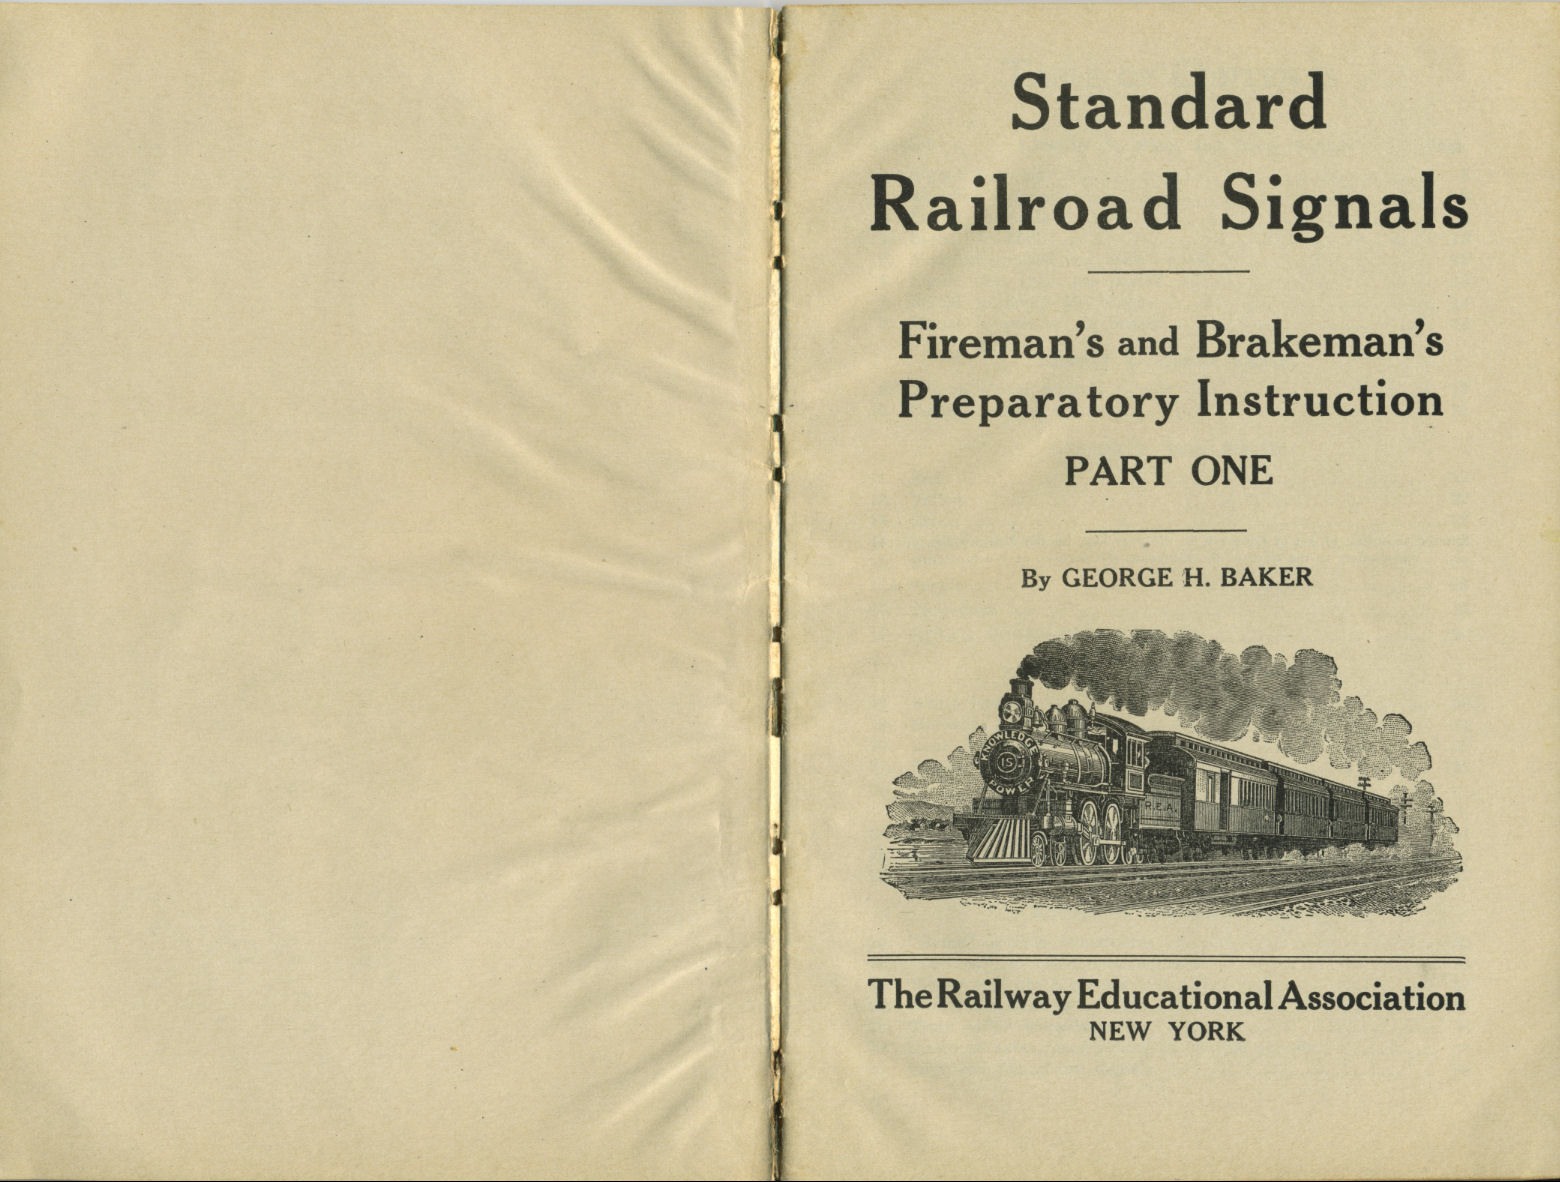 Standard
Railroad Signals
Fireman's and Brakeman's
Preparatory Instruction
PART ONE
By GEORGE H. BAKER
KNOWLEDGE
15
POWER
R.E.A.
The Railway Educational Association
NEW YORK